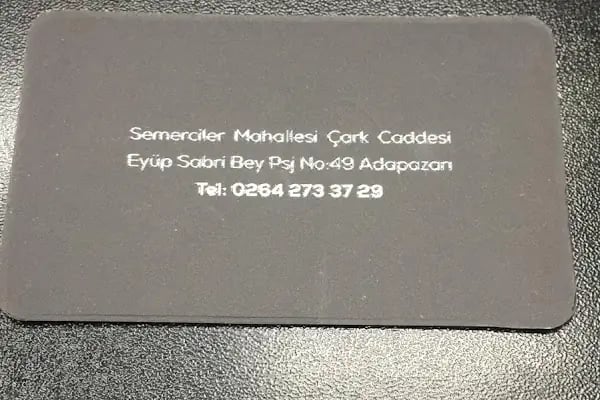 Semerciler Mahallesi Çark Caddesi
Eyüp Sabri Bey Psj No:49 Adapazarı
Tel: 0264 273 37 29